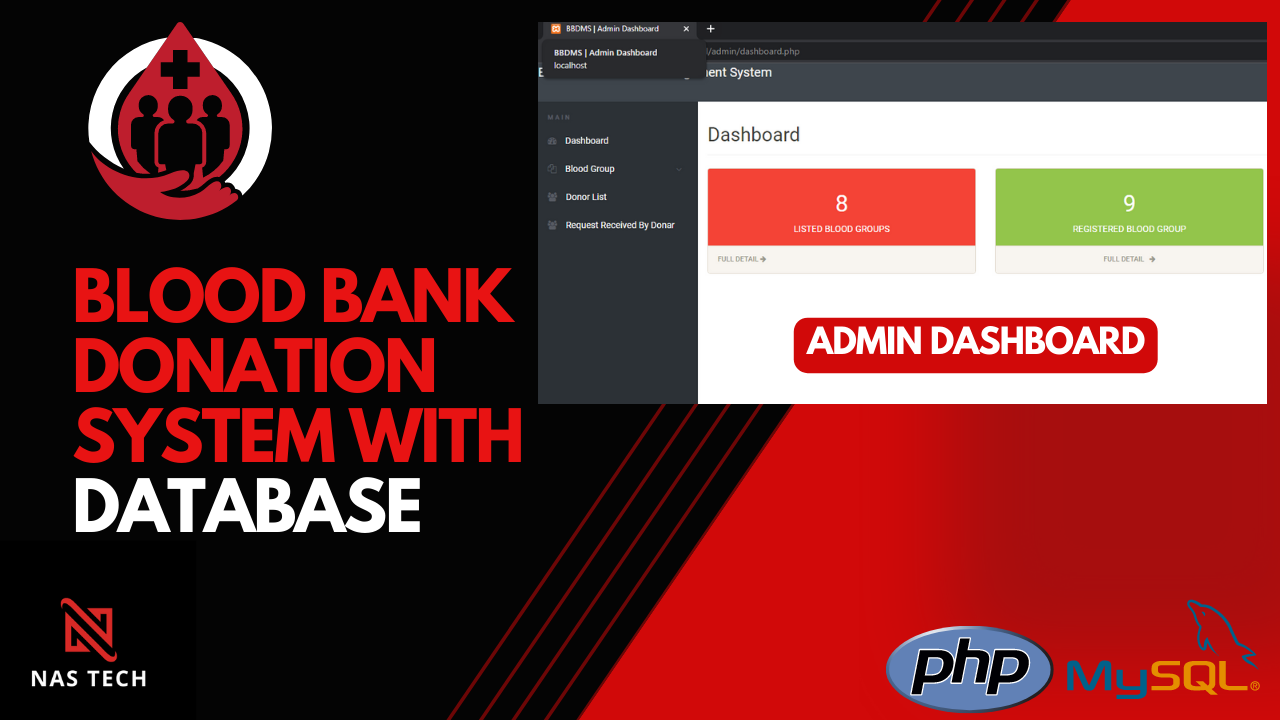 BBDMS | Admin Dashboard
BBDMS | Admin Dashboard
localhost
/admin/dashboard.php
ent System
MAIN
Dashboard
Blood Group
Donor List
Request Received By Donar
Dashboard
8
LISTED BLOOD GROUPS
FULL DETAIL
9
REGISTERED BLOOD GROUP
FULL DETAIL
ADMIN DASHBOARD
BLOOD BANK
DONATION
SYSTEM WITH
DATABASE
NAS TECH
php
MySQL®